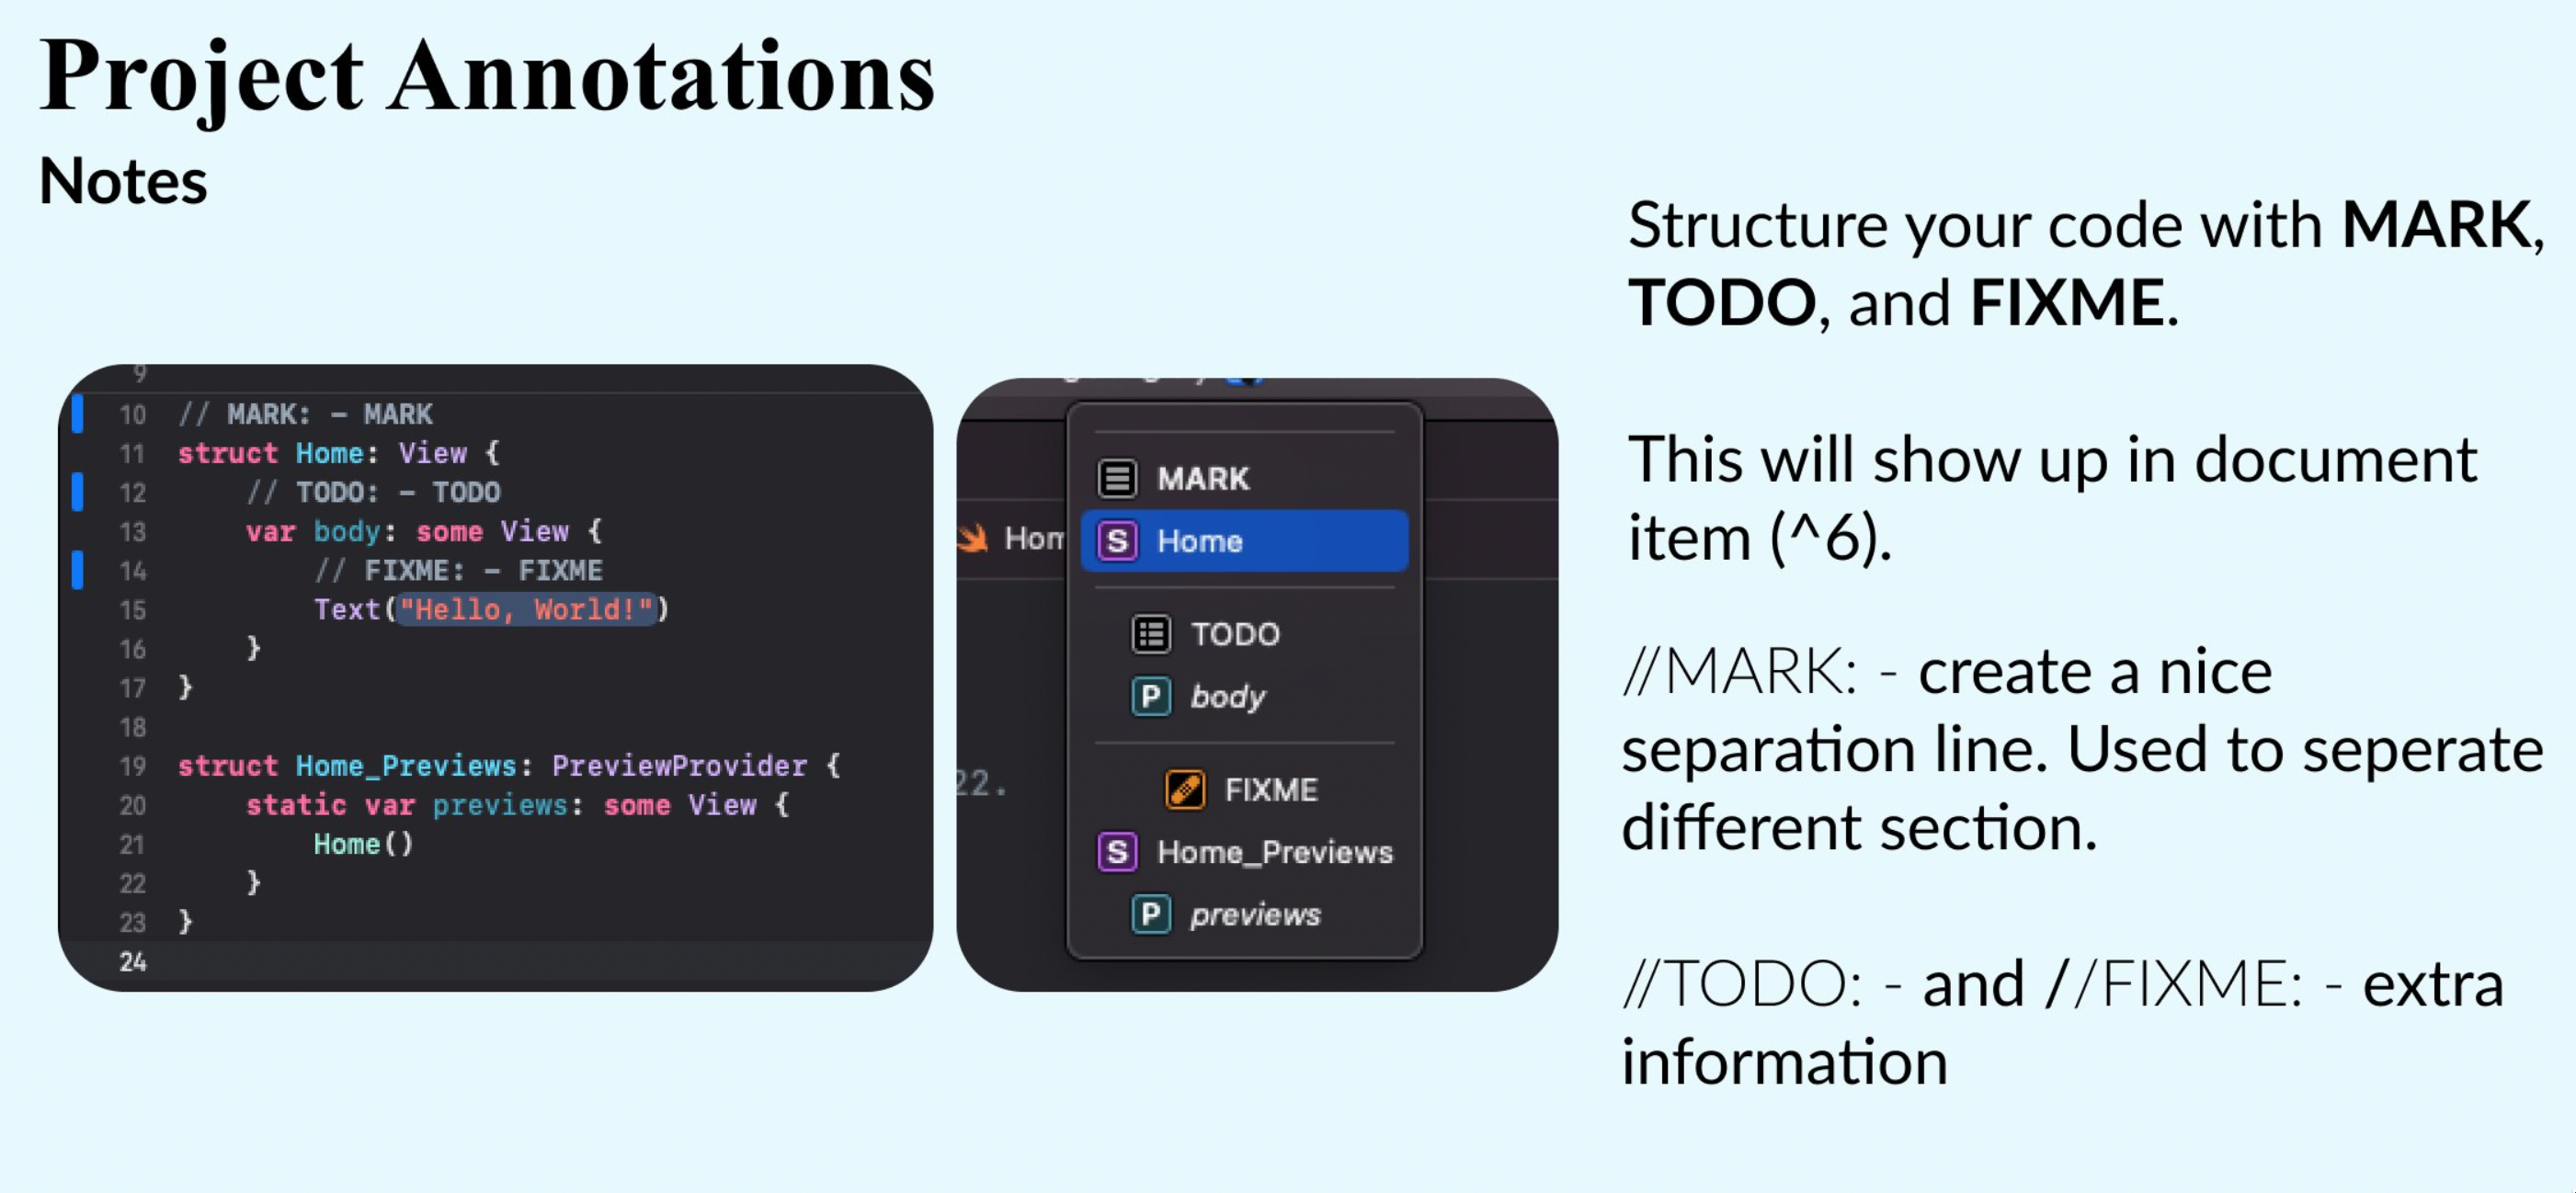 Project Annotations
Notes
9
10 // MARK: - MARK
11 struct Home: View {
12 // TODO: - TODO
13 var body: some View {
14 // FIXME: - FIXME
15 Text("Hello, World!")
16 }
17 }
18
19 struct Home_Previews: PreviewProvider {
20 static var previews: some View {
21 Home()
22 }
23 }
24
MARK
Hom
S Home
TODO
P body
22.
FIXME
S Home_Previews
P previews
Structure your code with MARK,
TODO, and FIXME.
This will show up in document
item (^6).
//MARK: - create a nice
separation line. Used to seperate
different section.
//TODO: - and //FIXME: - extra
information